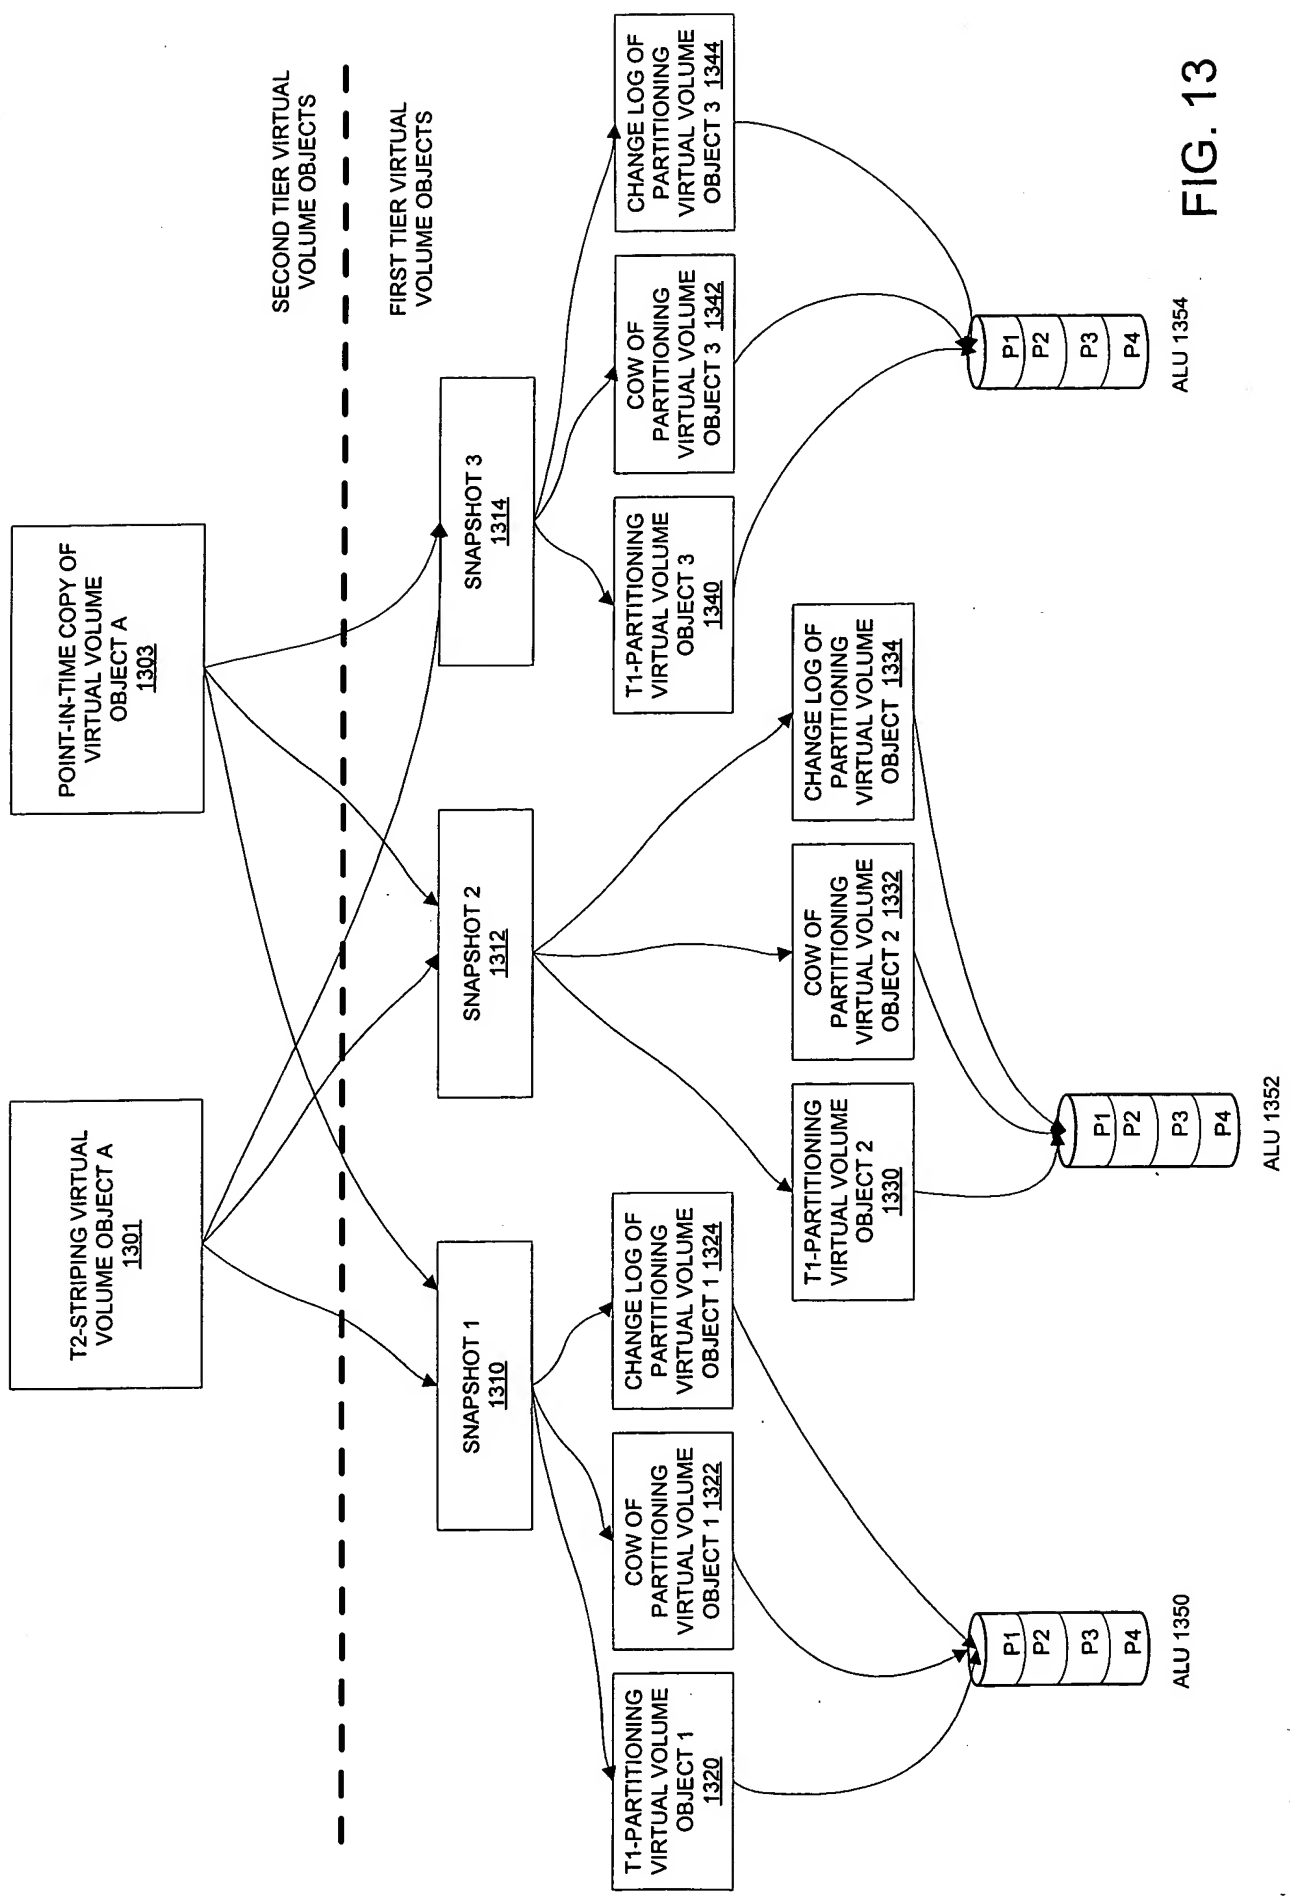 T2-STRIPING VIRTUAL
VOLUME OBJECT A
1301
POINT-IN-TIME COPY OF
VIRTUAL VOLUME
OBJECT A
1303
SECOND TIER VIRTUAL
VOLUME OBJECTS
FIRST TIER VIRTUAL
VOLUME OBJECTS
SNAPSHOT 1
1310
SNAPSHOT 2
1312
SNAPSHOT 3
1314
T1-PARTITIONING
VIRTUAL VOLUME
OBJECT 1
1320
COW OF
PARTITIONING
VIRTUAL VOLUME
OBJECT 1 1322
CHANGE LOG OF
PARTITIONING
VIRTUAL VOLUME
OBJECT 1 1324
T1-PARTITIONING
VIRTUAL VOLUME
OBJECT 3
1340
COW OF
PARTITIONING
VIRTUAL VOLUME
OBJECT 3 1342
CHANGE LOG OF
PARTITIONING
VIRTUAL VOLUME
OBJECT 3 1344
T1-PARTITIONING
VIRTUAL VOLUME
OBJECT 2
1330
COW OF
PARTITIONING
VIRTUAL VOLUME
OBJECT 2 1332
CHANGE LOG OF
PARTITIONING
VIRTUAL VOLUME
OBJECT 1334
P1
P2
P3
P4
ALU 1350
P1
P2
P3
P4
ALU 1352
P1
P2
P3
P4
ALU 1354
FIG. 13